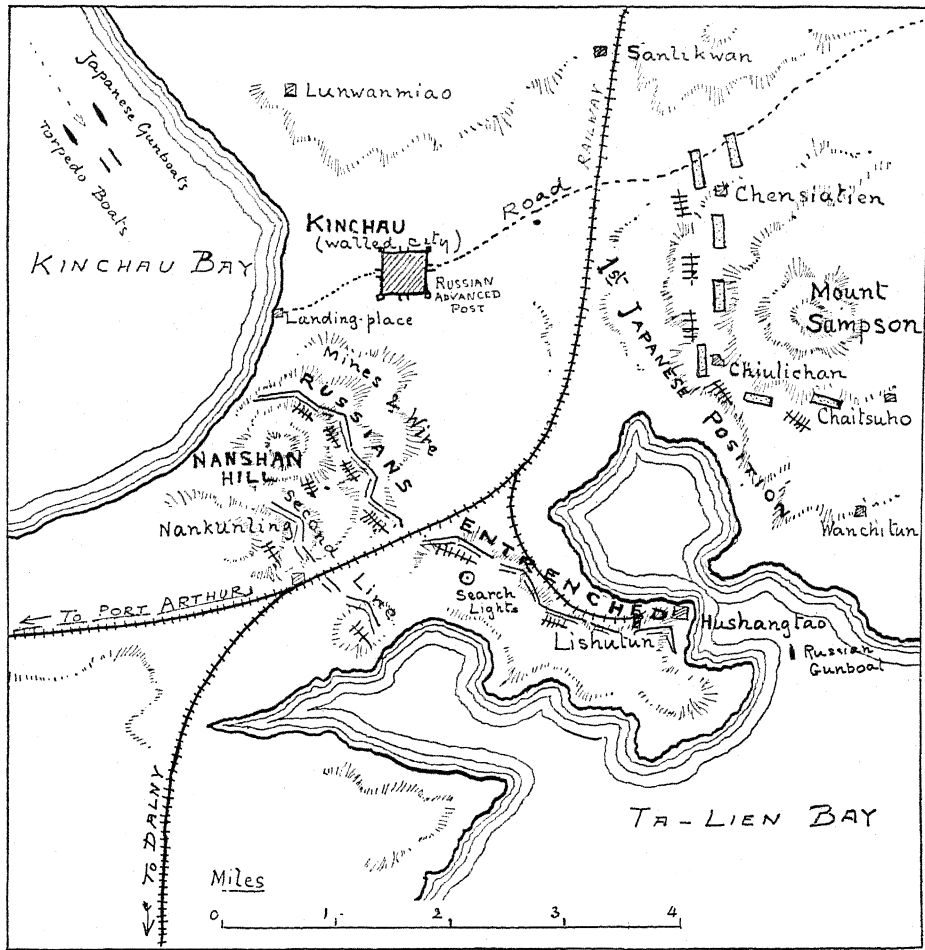 Japanese Gunboats
Torpedo Boats
KINCHAU BAY
Lunwanmiao
Sanlikwan
RAILWAY
Road
KINCHAU
(walled, city)
RUSSIAN
ADVANCED
POST
Landing-place
Chensiatien
1st JAPANESE POSITION
Mount
Sampson
Chiulichan
Chaitsuho
Wanchitun
Mines & Wire
RUSSIANS
NANSHAN
HILL
Nankunling
Second Line
ENTRENCHED
Search
Lights
Lishutun
Hushangtao
Russian
Gunboat
← TO PORT ARTHUR
← TO DALNY
TA-LIEN BAY
Miles
0 1 2 3 4